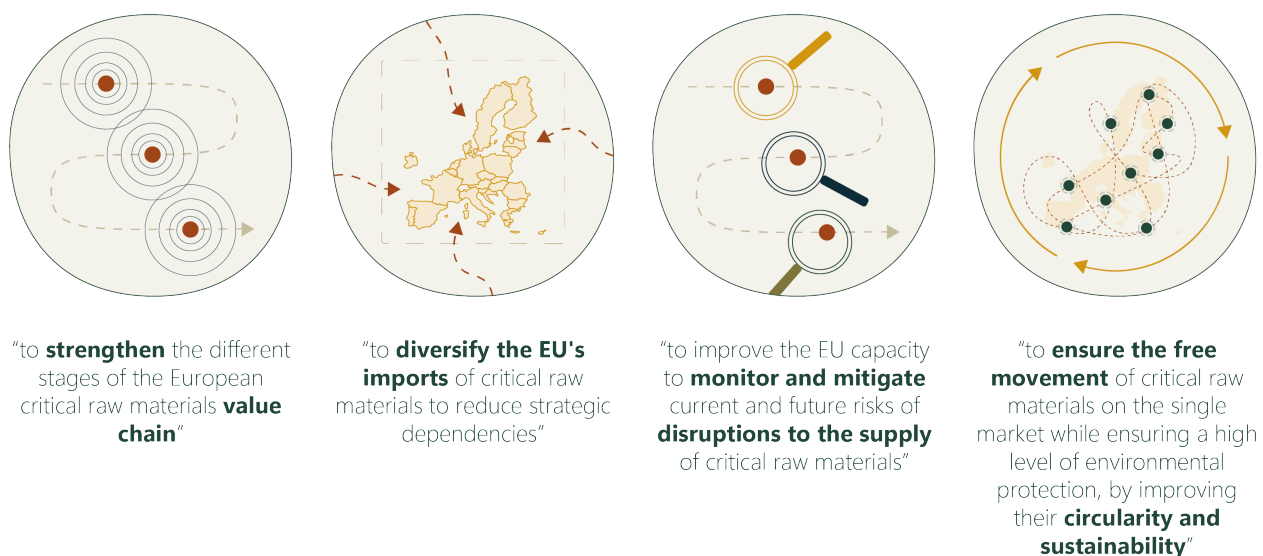 “to strengthen the different
stages of the European
critical raw materials value
chain”
“to diversify the EU's
imports of critical raw
materials to reduce strategic
dependencies”
“to improve the EU capacity
to monitor and mitigate
current and future risks of
disruptions to the supply
of critical raw materials”
“to ensure the free
movement of critical raw
materials on the single
market while ensuring a high
level of environmental
protection, by improving
their circularity and
sustainability”